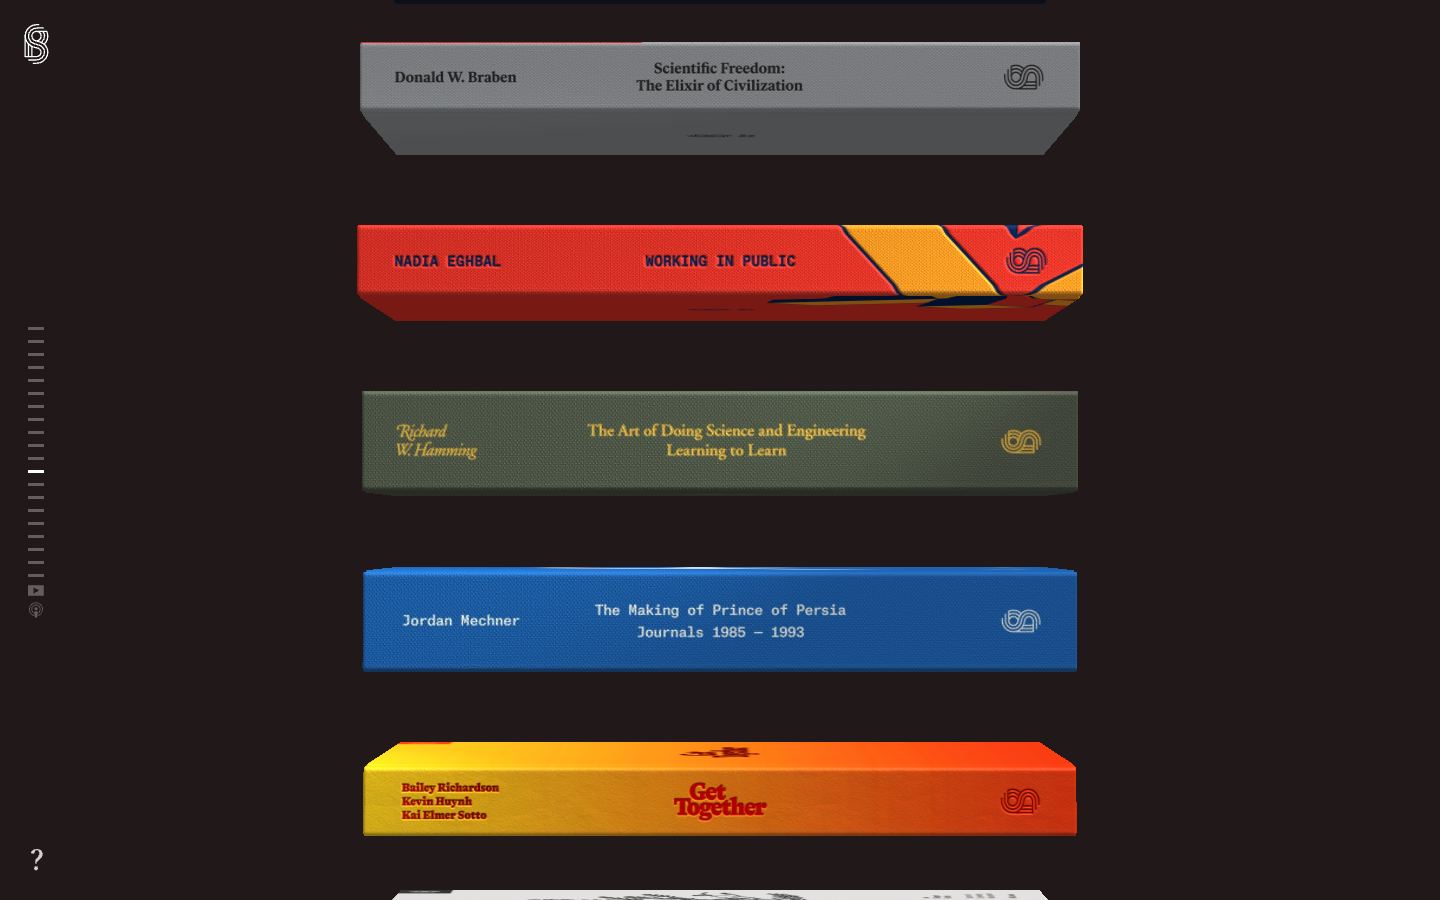 Donald W. Braben
Scientific Freedom:
The Elixir of Civilization
NADIA EGHBAL
WORKING IN PUBLIC
Richard
W. Hamming
The Art of Doing Science and Engineering
Learning to Learn
Jordan Mechner
The Making of Prince of Persia
Journals 1985 — 1993
Bailey Richardson
Kevin Huynh
Kai Elmer Sotto
Get
Together
?